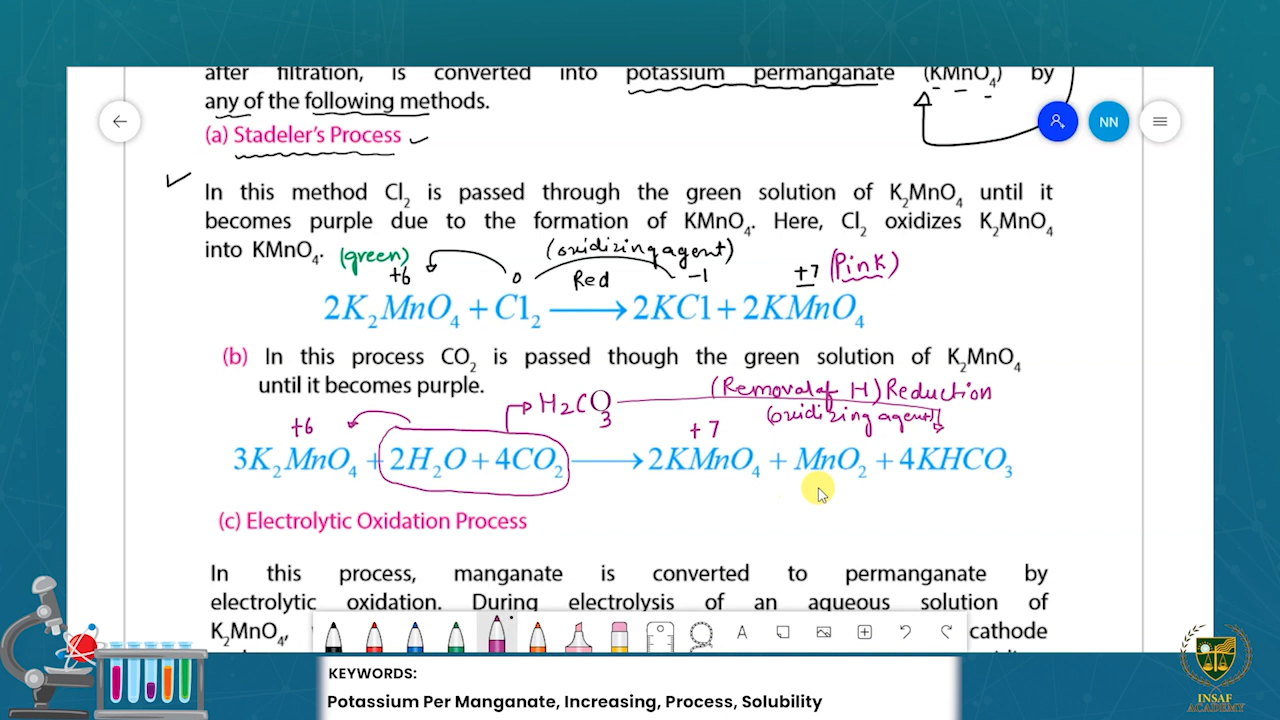 after filtration, is converted into potassium permanganate (KMnO₄) by
any of the following methods.
(a) Stadeler's Process
NN
In this method Cl₂ is passed through the green solution of K₂MnO₄ until it
becomes purple due to the formation of KMnO₄. Here, Cl₂ oxidizes K₂MnO₄
into KMnO₄.
(green) (oxidizing agent) (Pink)
+6 0 Red -1 +7
2K₂MnO₄ + Cl₂ ⟶ 2KCl + 2KMnO₄
(b) In this process CO₂ is passed though the green solution of K₂MnO₄
until it becomes purple.
H₂CO₃ (Removal of H) Reduction
(oxidizing agent)
+6 +7
3K₂MnO₄ + 2H₂O + 4CO₂ ⟶ 2KMnO₄ + MnO₂ + 4KHCO₃
(c) Electrolytic Oxidation Process
In this process, manganate is converted to permanganate by
electrolytic oxidation. During electrolysis of an aqueous solution of
K₂MnO₄, cathode
A
KEYWORDS:
Potassium Per Manganate, Increasing, Process, Solubility
INSAF
ACADEMY